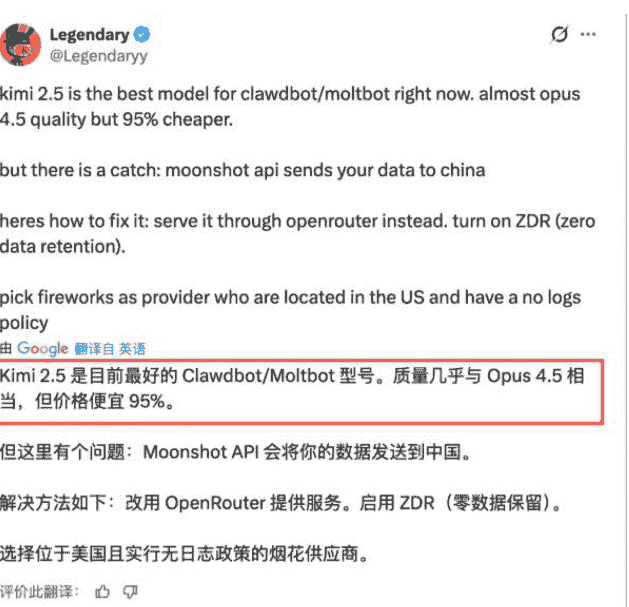 Legendary
@Legendaryy
kimi 2.5 is the best model for clawdbot/moltbot right now. almost opus
4.5 quality but 95% cheaper.
but there is a catch: moonshot api sends your data to china
heres how to fix it: serve it through openrouter instead. turn on ZDR (zero
data retention).
pick fireworks as provider who are located in the US and have a no logs
policy
由 Google 翻译自 英语
Kimi 2.5 是目前最好的 Clawdbot/Moltbot 型号。质量几乎与 Opus 4.5 相
当，但价格便宜 95%。
但这里有个问题：Moonshot API 会将你的数据发送到中国。
解决方法如下：改用 OpenRouter 提供服务。启用 ZDR（零数据保留）。
选择位于美国且实行无日志政策的烟花供应商。
评价此翻译：